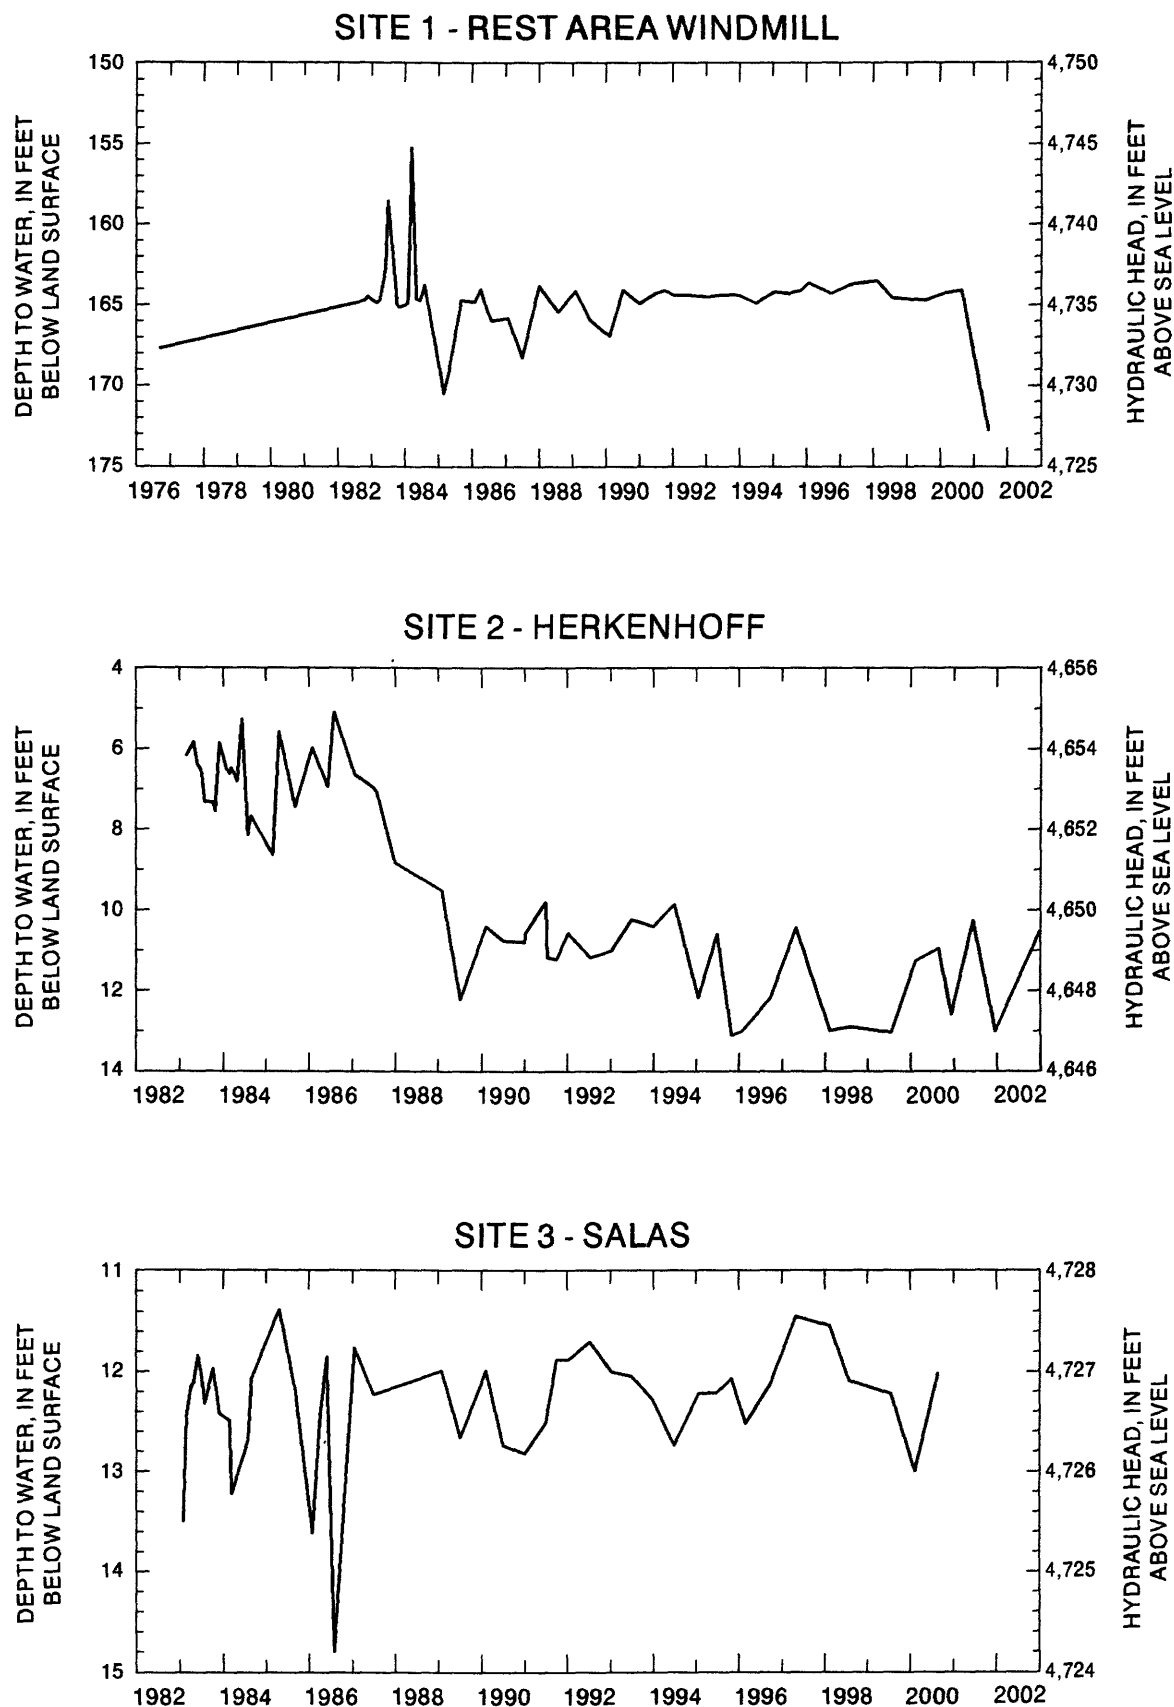 SITE 1 - REST AREA WINDMILL
DEPTH TO WATER, IN FEET
BELOW LAND SURFACE
150
155
160
165
170
175
4,750
4,745
4,740
4,735
4,730
4,725
HYDRAULIC HEAD, IN FEET
ABOVE SEA LEVEL
1976 1978 1980 1982 1984 1986 1988 1990 1992 1994 1996 1998 2000 2002
SITE 2 - HERKENHOFF
DEPTH TO WATER, IN FEET
BELOW LAND SURFACE
4
6
8
10
12
14
4,656
4,654
4,652
4,650
4,648
4,646
HYDRAULIC HEAD, IN FEET
ABOVE SEA LEVEL
1982 1984 1986 1988 1990 1992 1994 1996 1998 2000 2002
SITE 3 - SALAS
DEPTH TO WATER, IN FEET
BELOW LAND SURFACE
11
12
13
14
15
4,728
4,727
4,726
4,725
4,724
HYDRAULIC HEAD, IN FEET
ABOVE SEA LEVEL
1982 1984 1986 1988 1990 1992 1994 1996 1998 2000 2002